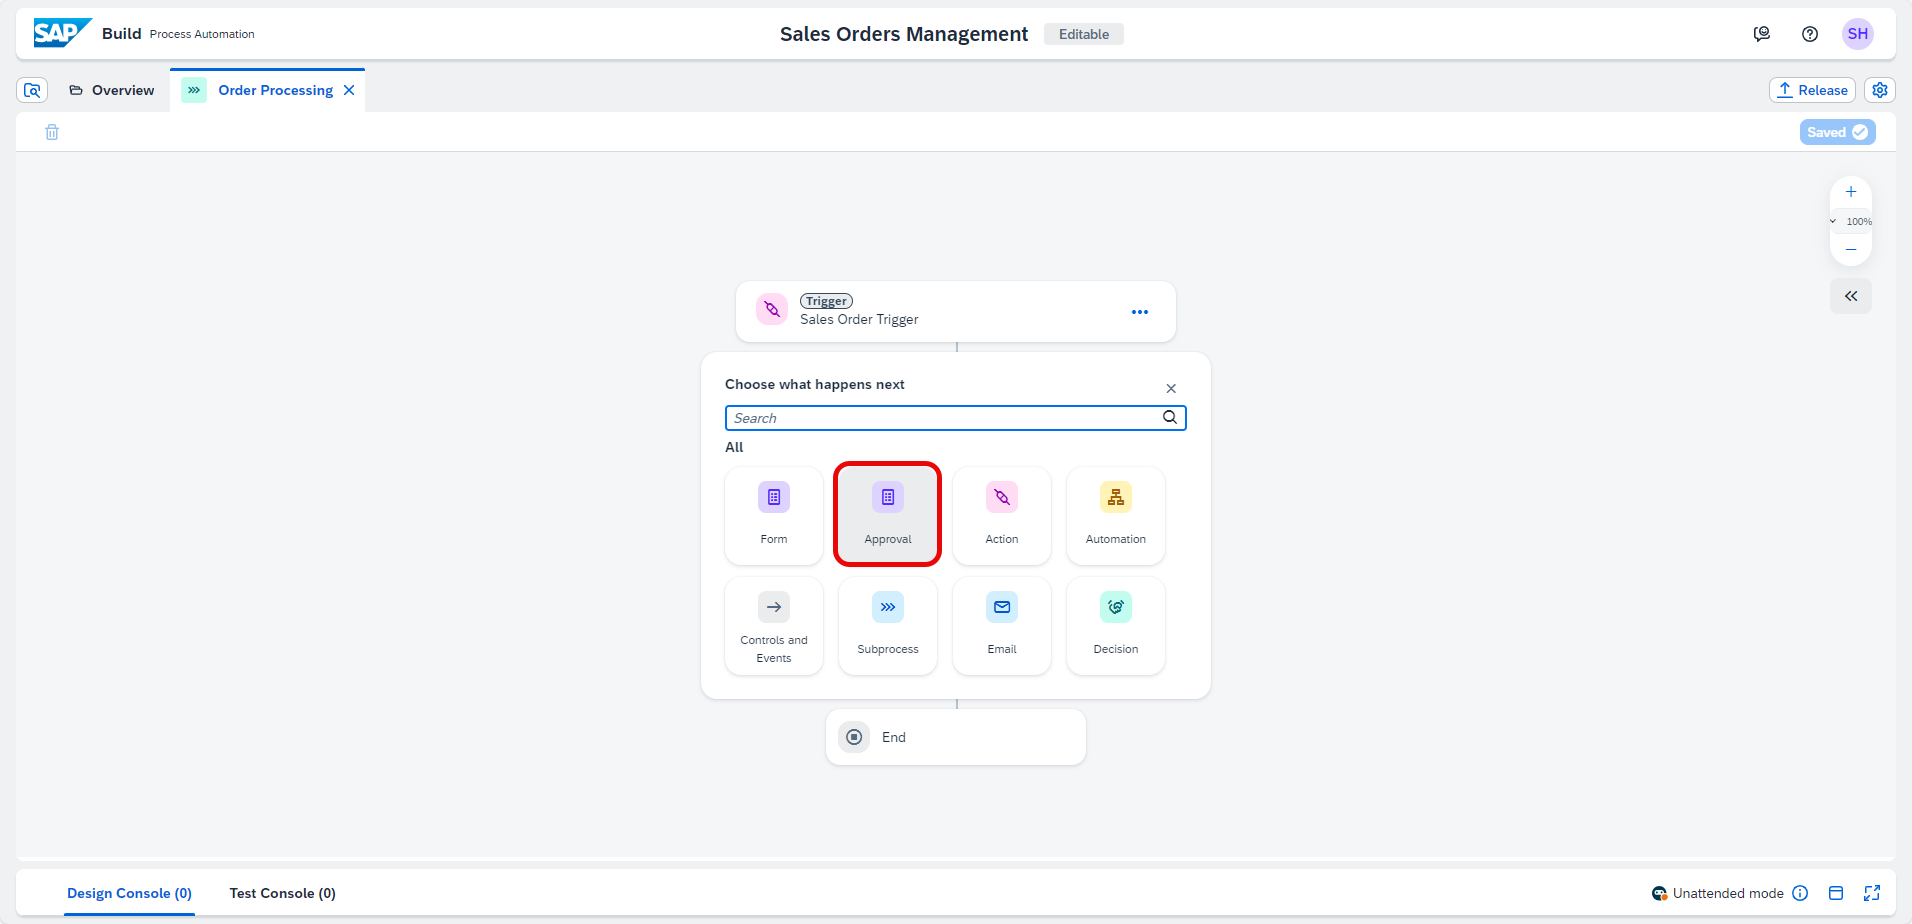 SAP Build Process Automation
Sales Orders Management Editable
SH
Overview
Order Processing
Release
Saved
100%
Trigger
Sales Order Trigger
Choose what happens next
Search
All
Form
Approval
Action
Automation
Controls and
Events
Subprocess
Email
Decision
End
Design Console (0)
Test Console (0)
Unattended mode